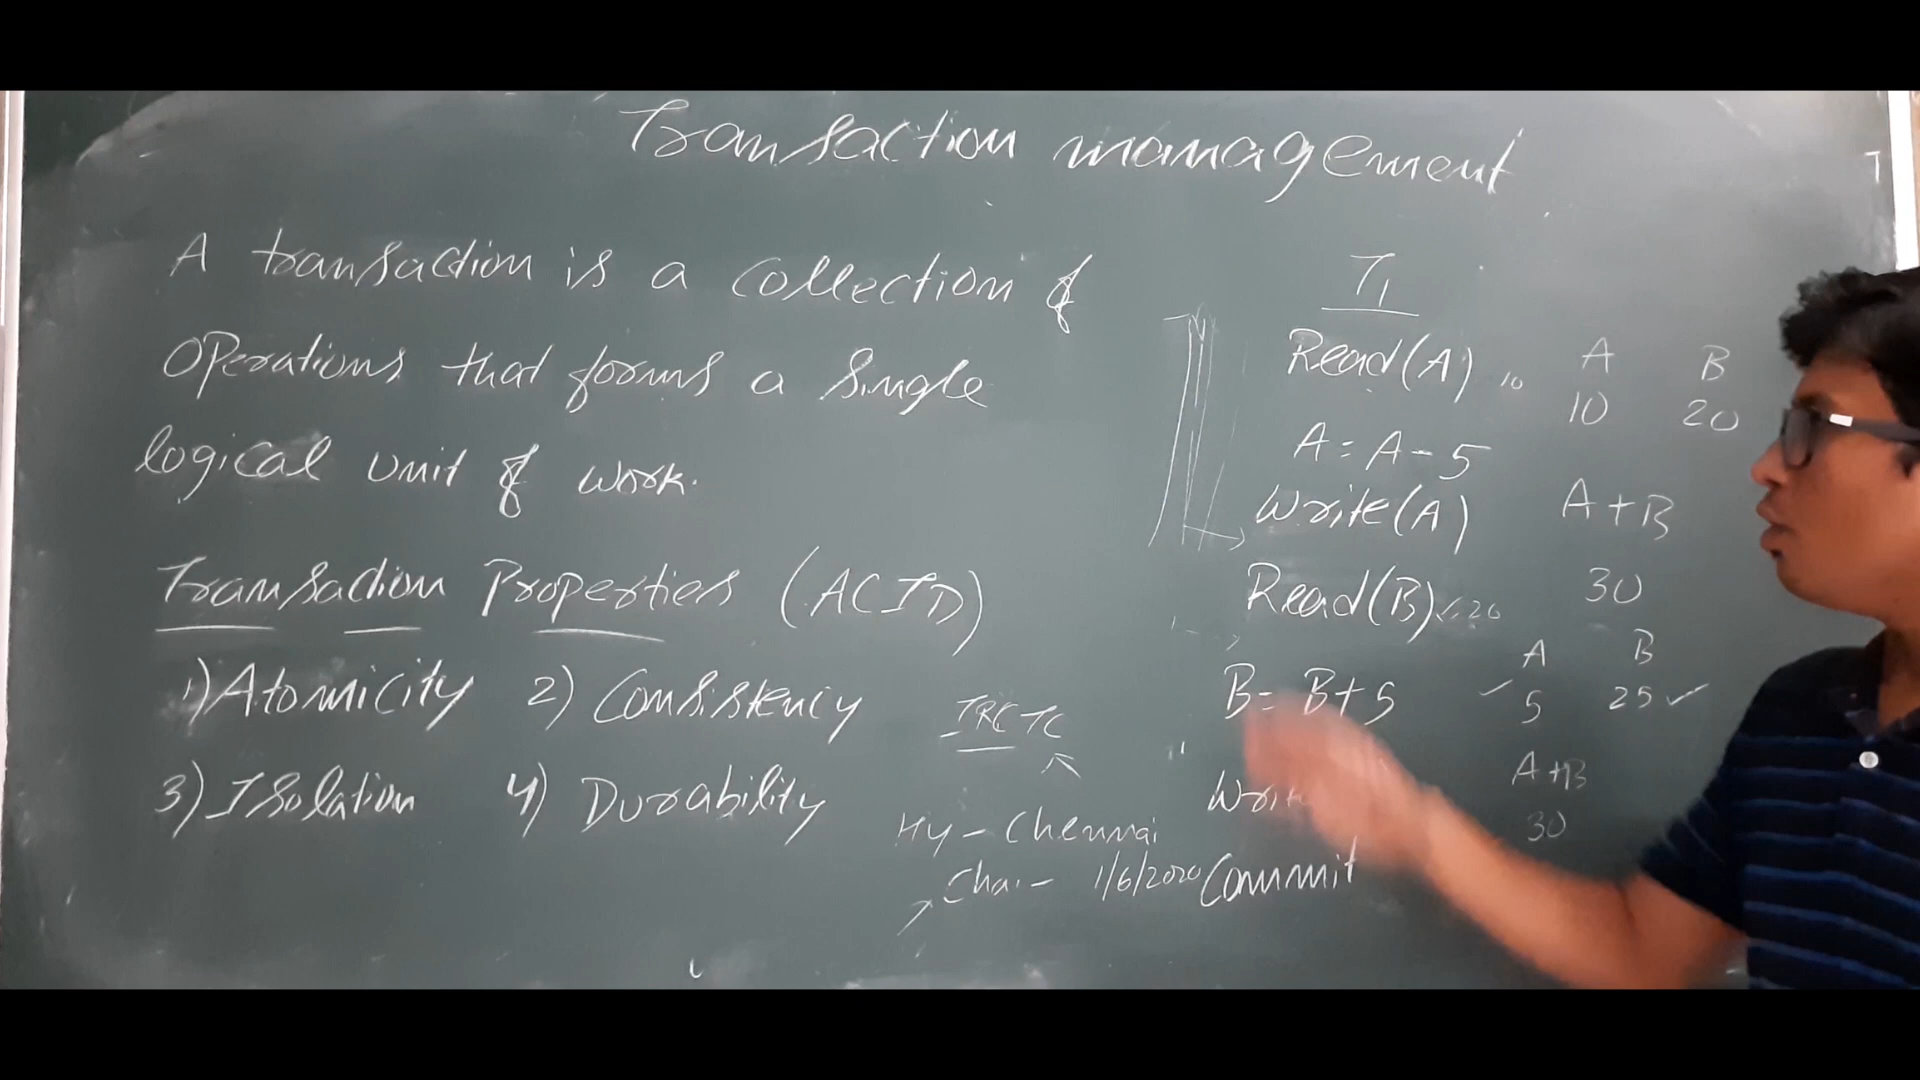 Transaction management
A transaction is a collection of
operations that forms a single
logical unit of work.
Transaction Properties (ACID)
1) Atomicity 2) Consistency
3) Isolation 4) Durability
IRCTC
Hy - Chennai
Chai - 1/6/2020
T1
Read(A) 10
A = A - 5
Write(A)
Read(B) 20
B = B + 5
Commit
A B
10 20
A + B
30
A B
5 25
A + B
30